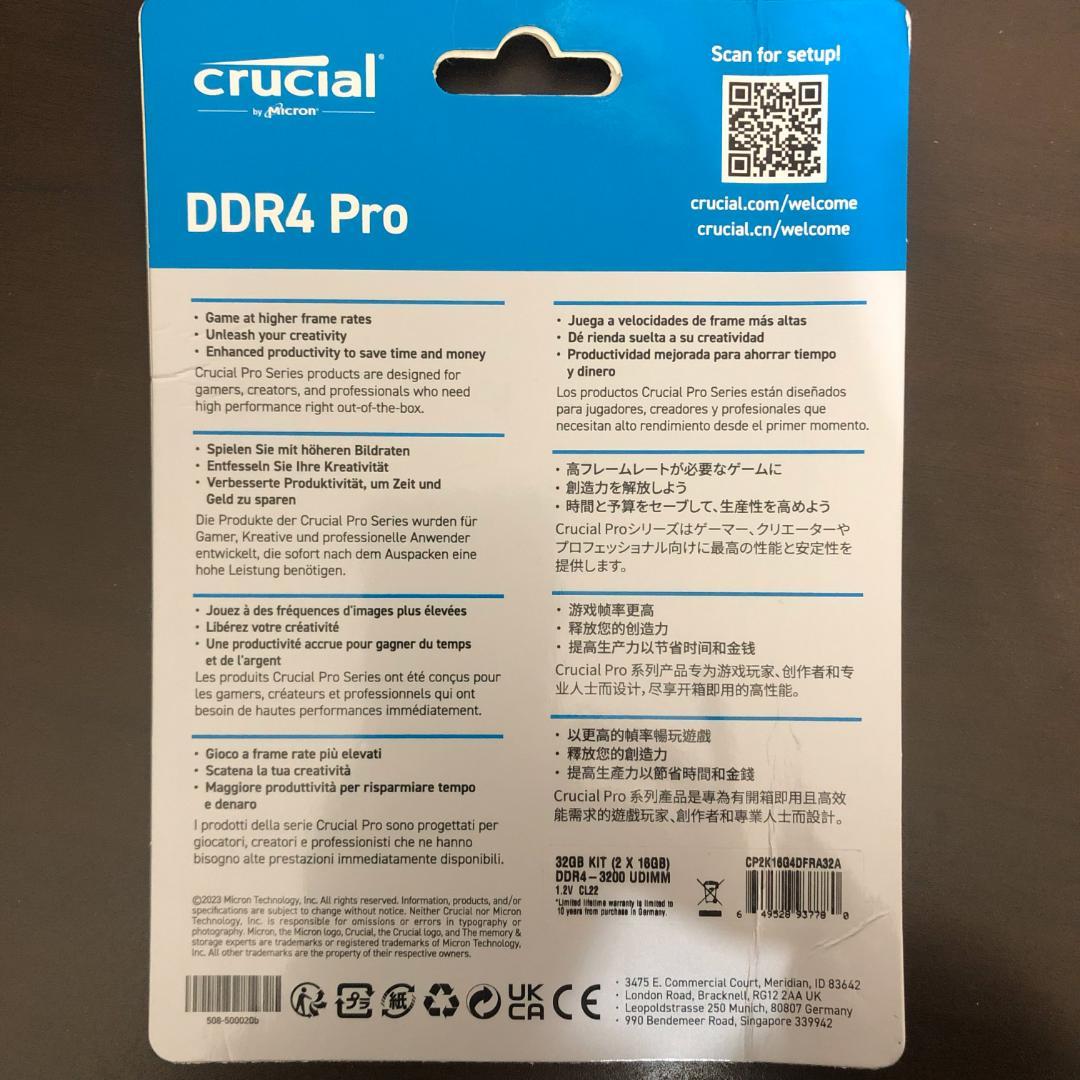 crucial®
by Micron®
Scan for setup!
crucial.com/welcome
crucial.cn/welcome
DDR4 Pro
• Game at higher frame rates
• Unleash your creativity
• Enhanced productivity to save time and money
Crucial Pro Series products are designed for
gamers, creators, and professionals who need
high performance right out-of-the-box.
• Spielen Sie mit höheren Bildraten
• Entfesseln Sie Ihre Kreativität
• Verbesserte Produktivität, um Zeit und
Geld zu sparen
Die Produkte der Crucial Pro Series wurden für
Gamer, Kreative und professionelle Anwender
entwickelt, die sofort nach dem Auspacken eine
hohe Leistung benötigen.
• Jouez à des fréquences d'images plus élevées
• Libérez votre créativité
• Une productivité accrue pour gagner du temps
et de l'argent
Les produits Crucial Pro Series ont été conçus pour
les gamers, créateurs et professionnels qui ont
besoin de hautes performances immédiatement.
• Gioco a frame rate più elevati
• Scatena la tua creatività
• Maggiore produttività per risparmiare tempo
e denaro
I prodotti della serie Crucial Pro sono progettati per
giocatori, creatori e professionisti che ne hanno
bisogno alte prestazioni immediatamente disponibili.
©2023 Micron Technology, Inc. All rights reserved. Information, products, and/or
specifications are subject to change without notice. Neither Crucial nor Micron
Technology, Inc. is responsible for omissions or errors in typography or
photography. Micron, the Micron logo, Crucial, the Crucial logo, and The memory &
storage experts are trademarks or registered trademarks of Micron Technology,
Inc. All other trademarks are the property of their respective owners.
• Juega a velocidades de frame más altas
• Dé rienda suelta a su creatividad
• Productividad mejorada para ahorrar tiempo
y dinero
Los productos Crucial Pro Series están diseñados
para jugadores, creadores y profesionales que
necesitan alto rendimiento desde el primer momento.
• 高フレームレートが必要なゲームに
• 創造力を解放しよう
• 時間と予算をセーブして、生産性を高めよう
Crucial Proシリーズはゲーマー、クリエーターや
プロフェッショナル向けに最高の性能と安定性を
提供します。
• 游戏帧率更高
• 释放您的创造力
• 提高生产力以节省时间和金钱
Crucial Pro 系列产品专为游戏玩家、创作者和专
业人士而设计,尽享开箱即用的高性能。
• 以更高的幀率暢玩遊戲
• 釋放您的創造力
• 提高生產力以節省時間和金錢
Crucial Pro 系列產品是專為有開箱即用且高效
能需求的遊戲玩家、創作者和專業人士而設計。
32GB KIT (2 X 16GB)
DDR4-3200 UDIMM
1.2V CL22
*Limited lifetime warranty is limited to
10 years from purchase in Germany.
CP2K16G4DFRA32A
6 49528 93778 0
508-500020b
プラ
紙
UK
CA
CE
• 3475 E. Commercial Court, Meridian, ID 83642
• London Road, Bracknell, RG12 2AA UK
• Leopoldstrasse 250 Munich, 80807 Germany
• 990 Bendemeer Road, Singapore 339942